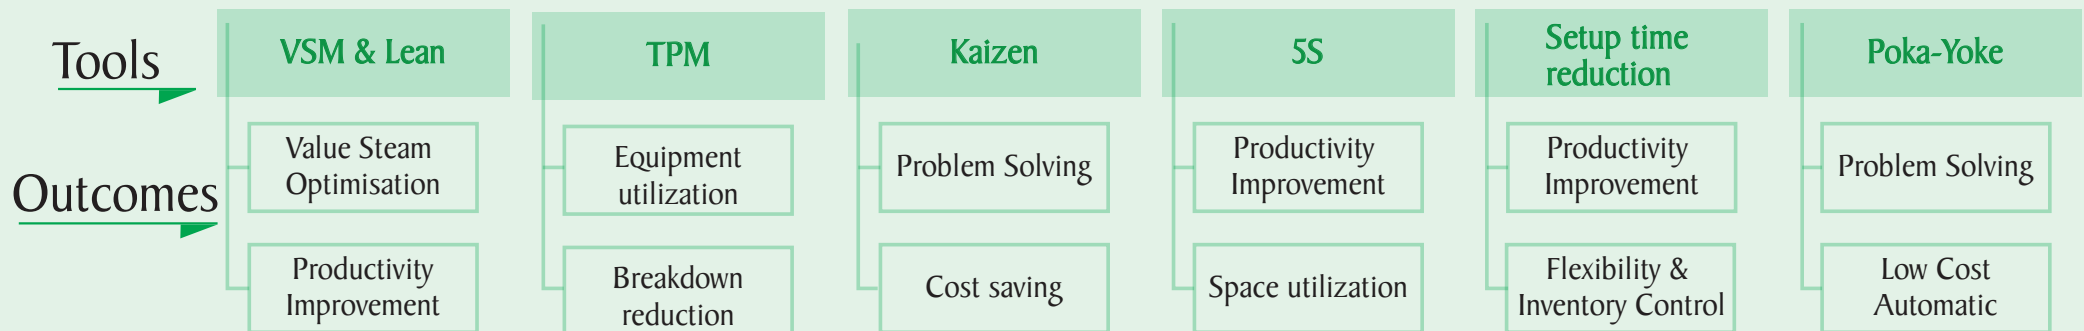 Tools
VSM & Lean
TPM
Kaizen
5S
Setup time
reduction
Poka-Yoke
Outcomes
Value Steam
Optimisation
Equipment
utilization
Problem Solving
Productivity
Improvement
Productivity
Improvement
Problem Solving
Productivity
Improvement
Breakdown
reduction
Cost saving
Space utilization
Flexibility &
Inventory Control
Low Cost
Automatic